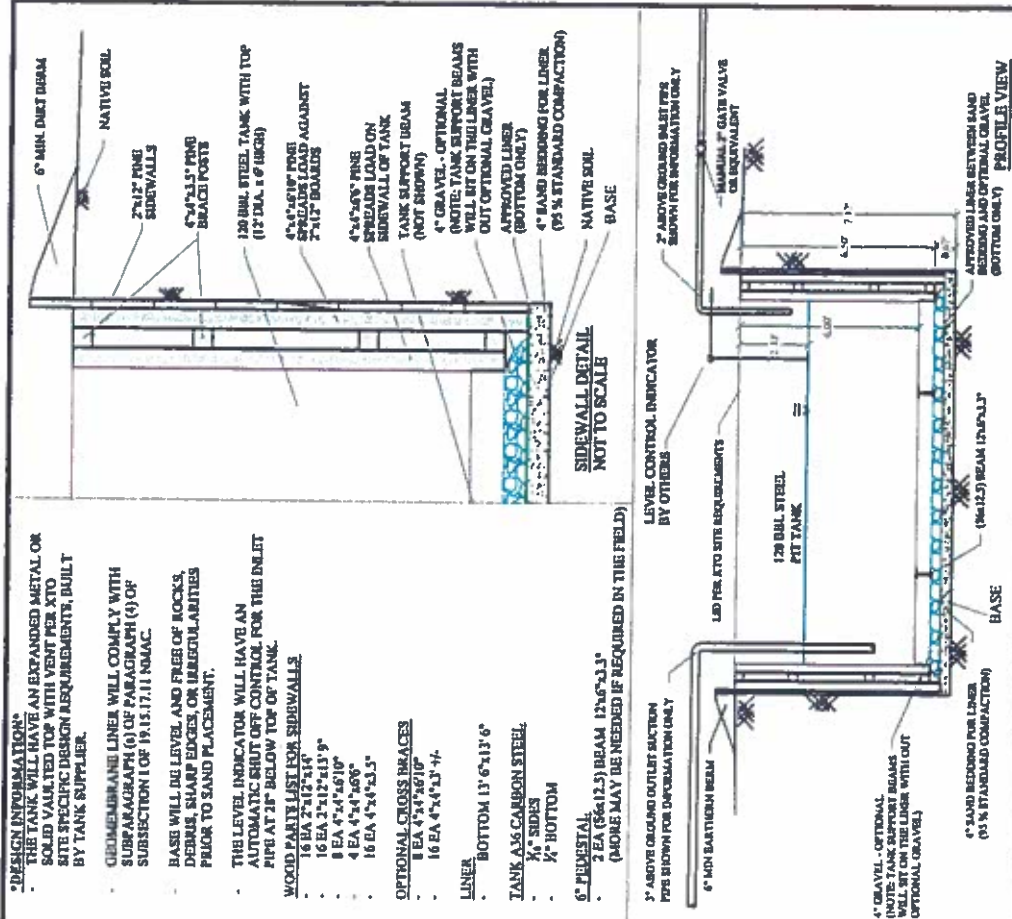 "DESIGN INFORMATION"
- THE TANK WILL HAVE AN EXPANDED METAL OR
SOLID VAULTED TOP WITH VENT PER XTO
SITE SPECIFIC DESIGN REQUIREMENTS, BUILT
BY TANK SUPPLIER.
- GEOMEMBRANE LINER WILL COMPLY WITH
SUBPARAGRAPH (a) OF PARAGRAPH (4) OF
SUBSECTION I OF 19.15.17.11 NMAC.
- BASE WILL BE LEVEL AND FREE OF ROCKS,
DEBRIS, SHARP EDGES, OR IRREGULARITIES
PRIOR TO SAND PLACEMENT.
- THE LEVEL INDICATOR WILL HAVE AN
AUTOMATIC SHUT OFF CONTROL FOR THE INLET
PIPE AT 28" BELOW TOP OF TANK.
WOOD PARTS LIST FOR SIDEWALLS
- 16 EA 2"x12"x14'
- 16 EA 2"x12"x13'9"
- 8 EA 4"x4"x6'10"
- 4 EA 4"x4"x6'6"
- 16 EA 4"x4"x3.5"
OPTIONAL CROSS BRACES
- 8 EA 4"x4"x6'10"
- 16 EA 4"x4"x3' +/-
LINER
- BOTTOM 13' 6"x13'6"
TANK A36 CARBON STEEL
- SIDES
- BOTTOM
6" PEDESTAL
- 2 EA (S6x12.5) BEAM 12'x6"x3.3"
(MORE MAY BE NEEDED IF REQUIRED IN THE FIELD)
6" MIN. DIRT BERM
NATIVE SOIL
2"x12" PINE
SIDEWALLS
4"x4"x3.5" PINE
BRACE POSTS
120 BBL STEEL TANK WITH TOP
(12' DIA. x 6' HIGH)
4"x4"x6'10" PINE
SPREADS LOAD AGAINST
2"x12" BOARDS
4"x4"x6'6" PINE
SPREADS LOAD ON
SIDEWALL OF TANK
TANK SUPPORT BEAM
(NOT SHOWN)
4" GRAVEL - OPTIONAL
(NOTE: TANK SUPPORT BEAMS
WILL SIT ON THE LINER WITH
OUT OPTIONAL GRAVEL)
APPROVED LINER
(BOTTOM ONLY)
4" SAND BEDDING FOR LINER
(95 % STANDARD COMPACTION)
NATIVE SOIL
BASE
SIDEWALL DETAIL
NOT TO SCALE
3" ABOVE GROUND OUTLET SUCTION
PIPE SHOWN FOR INFORMATION ONLY
6" MIN EARTHERN BERM
LEVEL CONTROL INDICATOR
BY OTHERS
LID PER XTO SITE REQUIREMENTS
2" ABOVE GROUND INLET PIPE
SHOWN FOR INFORMATION ONLY
MANUAL 2" GATE VALVE
OR EQUIVALENT
120 BBL STEEL
PIT TANK
6.00'
6.50'
4" GRAVEL - OPTIONAL
(NOTE: TANK SUPPORT BEAMS
WILL SIT ON THE LINER WITH OUT
OPTIONAL GRAVEL)
4" SAND BEDDING FOR LINER
(95 % STANDARD COMPACTION)
BASE
(S6x12.5) BEAM 12'x6"x3.3"
APPROVED LINER BETWEEN SAND
BEDDING AND OPTIONAL GRAVEL
(BOTTOM ONLY)
PROFILE VIEW